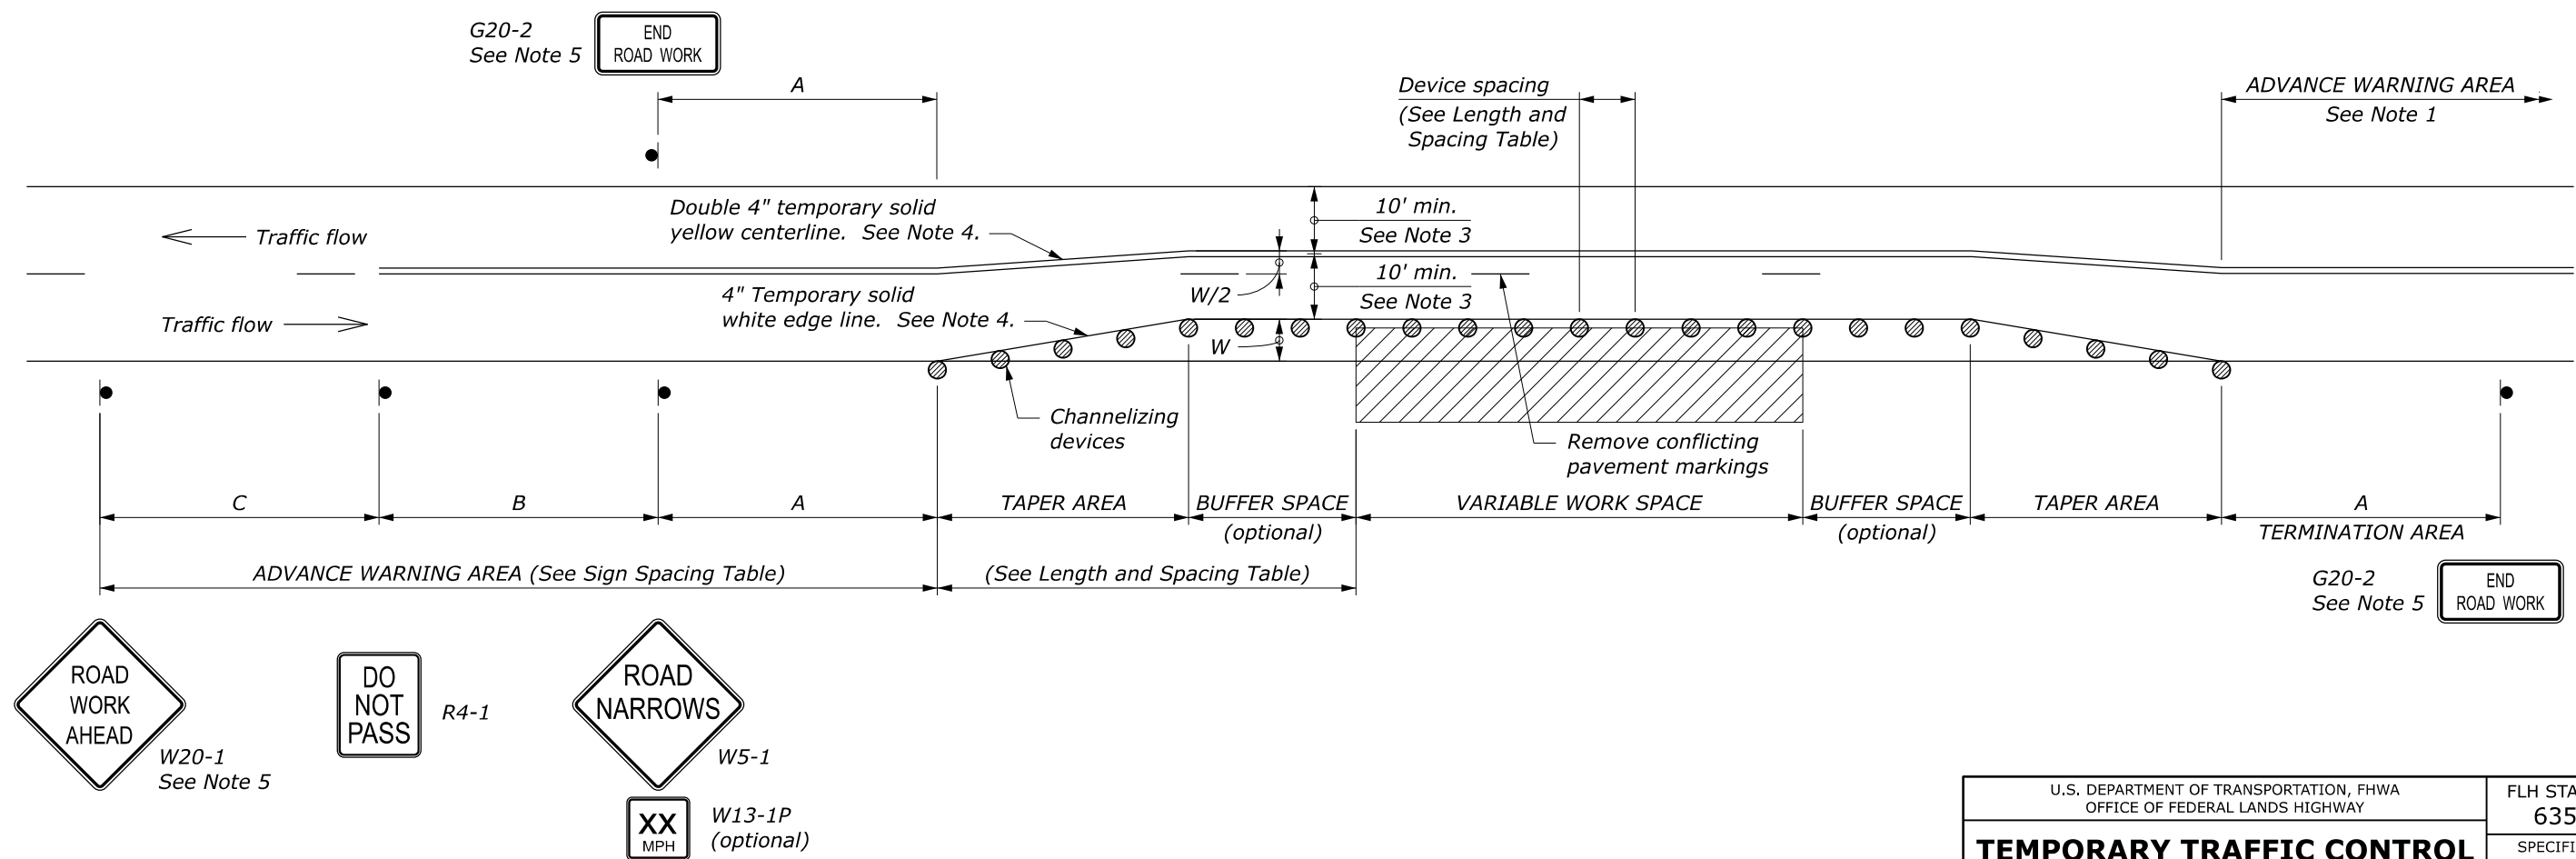 G20-2
See Note 5
END
ROAD WORK
A
Device spacing
(See Length and
Spacing Table)
ADVANCE WARNING AREA
See Note 1
Double 4" temporary solid
yellow centerline. See Note 4.
10' min.
See Note 3
Traffic flow
10' min.
See Note 3
W/2
4" Temporary solid
white edge line. See Note 4.
Traffic flow
W
Channelizing
devices
Remove conflicting
pavement markings
C
B
A
TAPER AREA
BUFFER SPACE
(optional)
VARIABLE WORK SPACE
BUFFER SPACE
(optional)
TAPER AREA
A
TERMINATION AREA
ADVANCE WARNING AREA (See Sign Spacing Table)
(See Length and Spacing Table)
G20-2
See Note 5
END
ROAD WORK
ROAD
WORK
AHEAD
W20-1
See Note 5
DO
NOT
PASS
R4-1
ROAD
NARROWS
W5-1
XX
MPH
W13-1P
(optional)
U.S. DEPARTMENT OF TRANSPORTATION, FHWA
OFFICE OF FEDERAL LANDS HIGHWAY
TEMPORARY TRAFFIC CONTROL
FLH STA
635
SPECIFI